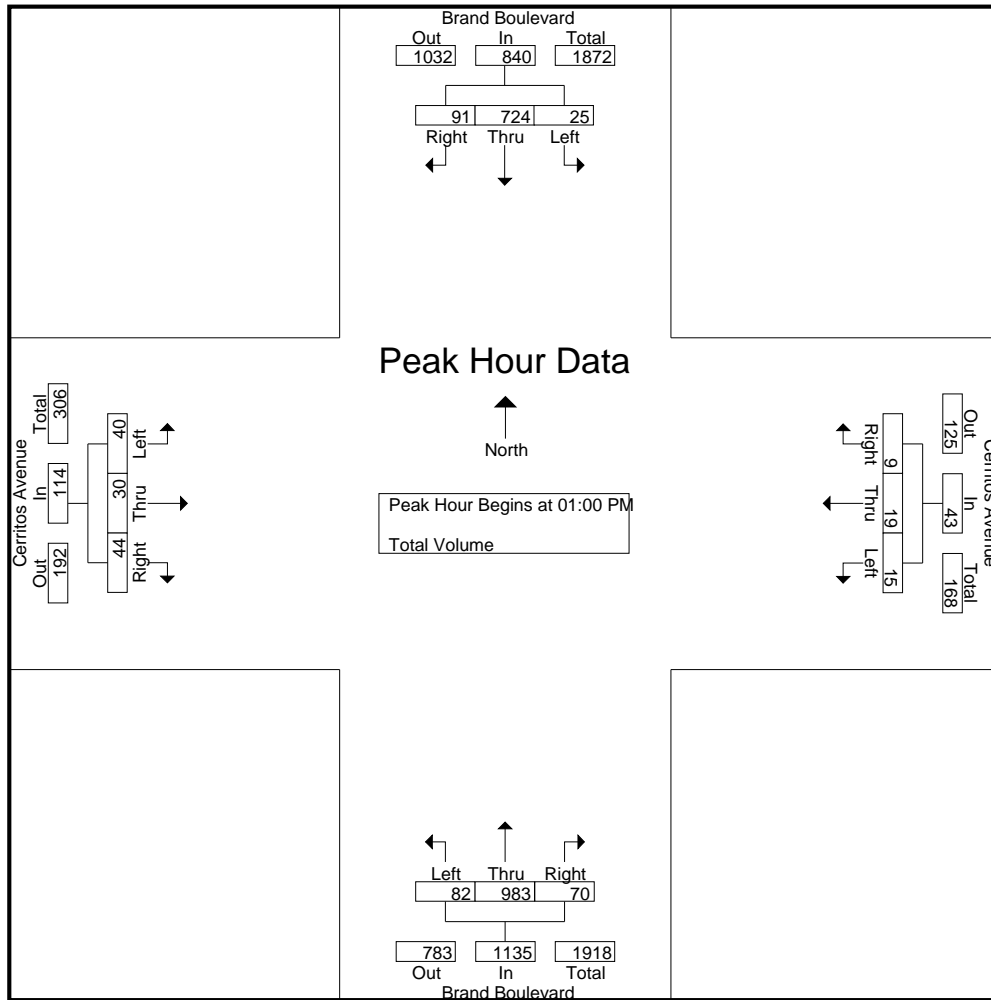 Brand Boulevard
Out In Total
1032 840 1872
91 724 25
Right Thru Left
Peak Hour Data
North
Peak Hour Begins at 01:00 PM
Total Volume
Cerritos Avenue
Out In Total
192 114 306
44 30 40
Right Thru Left
Cerritos Avenue
Out In Total
125 43 168
9 19 15
Right Thru Left
Left Thru Right
82 983 70
783 1135 1918
Out In Total
Brand Boulevard